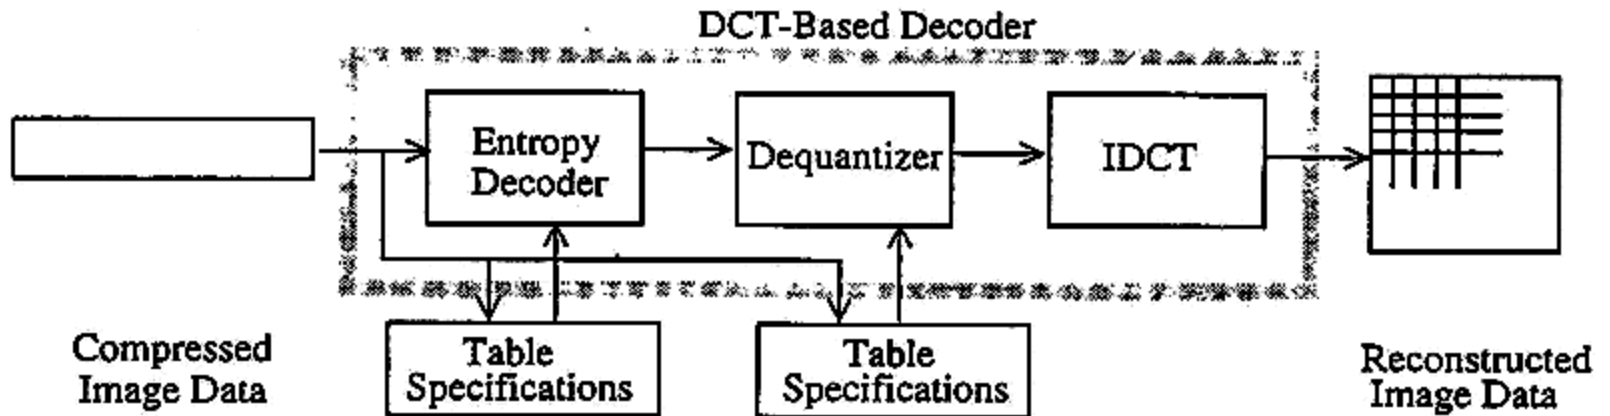 DCT-Based Decoder
Entropy
Decoder
Dequantizer
IDCT
Compressed
Image Data
Table
Specifications
Table
Specifications
Reconstructed
Image Data